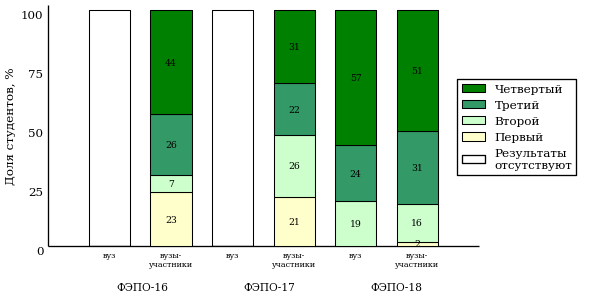 Доля студентов, %
100
75
50
25
0
44
26
7
23
31
22
26
21
57
24
19
51
31
16
2
вуз
вузы-
участники
вуз
вузы-
участники
вуз
вузы-
участники
ФЭПО-16
ФЭПО-17
ФЭПО-18
Четвертый
Третий
Второй
Первый
Результаты
отсутствуют